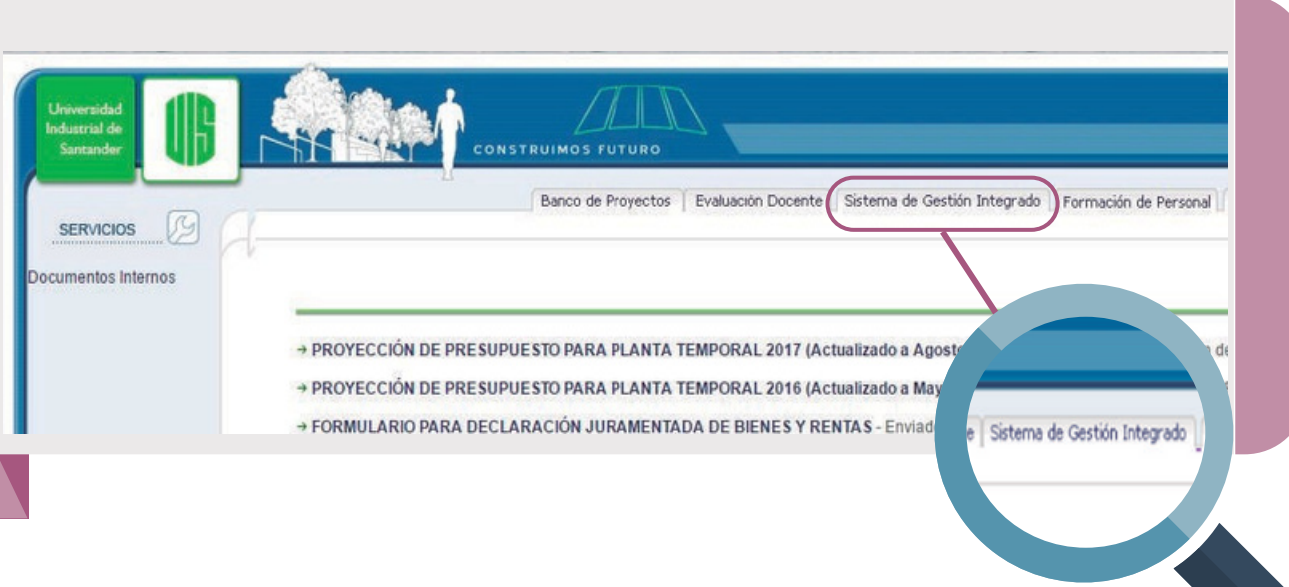 Universidad
Industrial de
Santander
UIS
CONSTRUIMOS FUTURO
Banco de Proyectos
Evaluación Docente
Sistema de Gestión Integrado
Formación de Personal
SERVICIOS
Documentos Internos
→ PROYECCIÓN DE PRESUPUESTO PARA PLANTA TEMPORAL 2017 (Actualizado a Agosto
→ PROYECCIÓN DE PRESUPUESTO PARA PLANTA TEMPORAL 2016 (Actualizado a May
→ FORMULARIO PARA DECLARACIÓN JURAMENTADA DE BIENES Y RENTAS - Enviad
e Sistema de Gestión Integrado